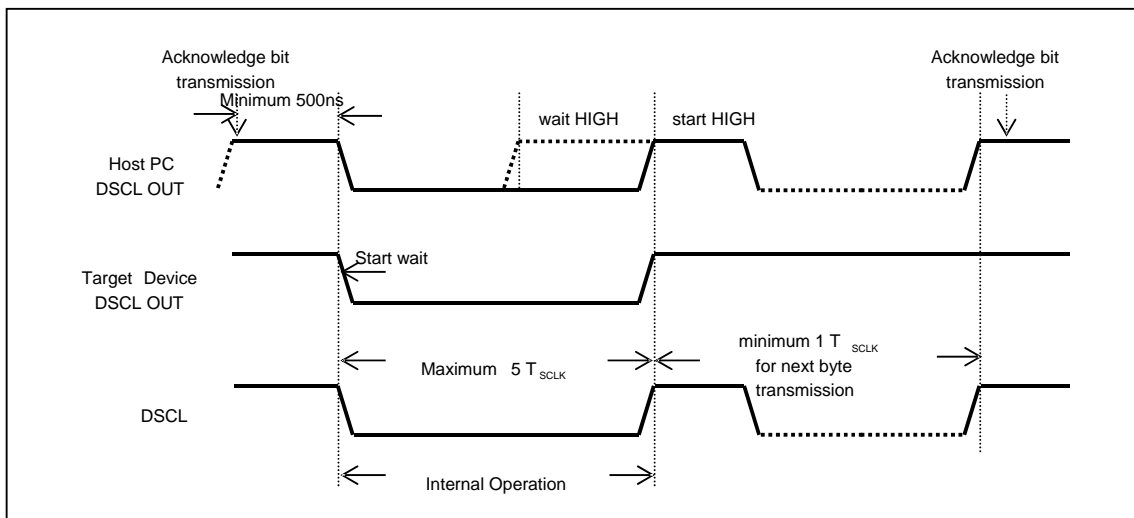 Acknowledge bit
transmission
Acknowledge bit
transmission
Minimum 500ns
wait HIGH
start HIGH
Host PC
DSCL OUT
Start wait
Target Device
DSCL OUT
Maximum 5 TSCLK
minimum 1 TSCLK
for next byte
transmission
DSCL
Internal Operation